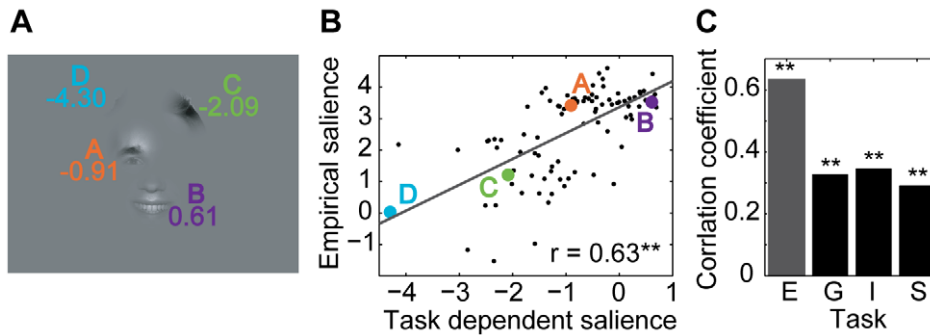 A
D
-4.30
C
-2.09
A
-0.91
B
0.61
B
Empirical salience
4
3
2
1
0
−1
A
B
C
D
r = 0.63**
−4 −3 −2 −1 0 1
Task dependent salience
C
Corrlation coefficient
0.6
0.4
0.2
0
**
**
**
**
E G I S
Task